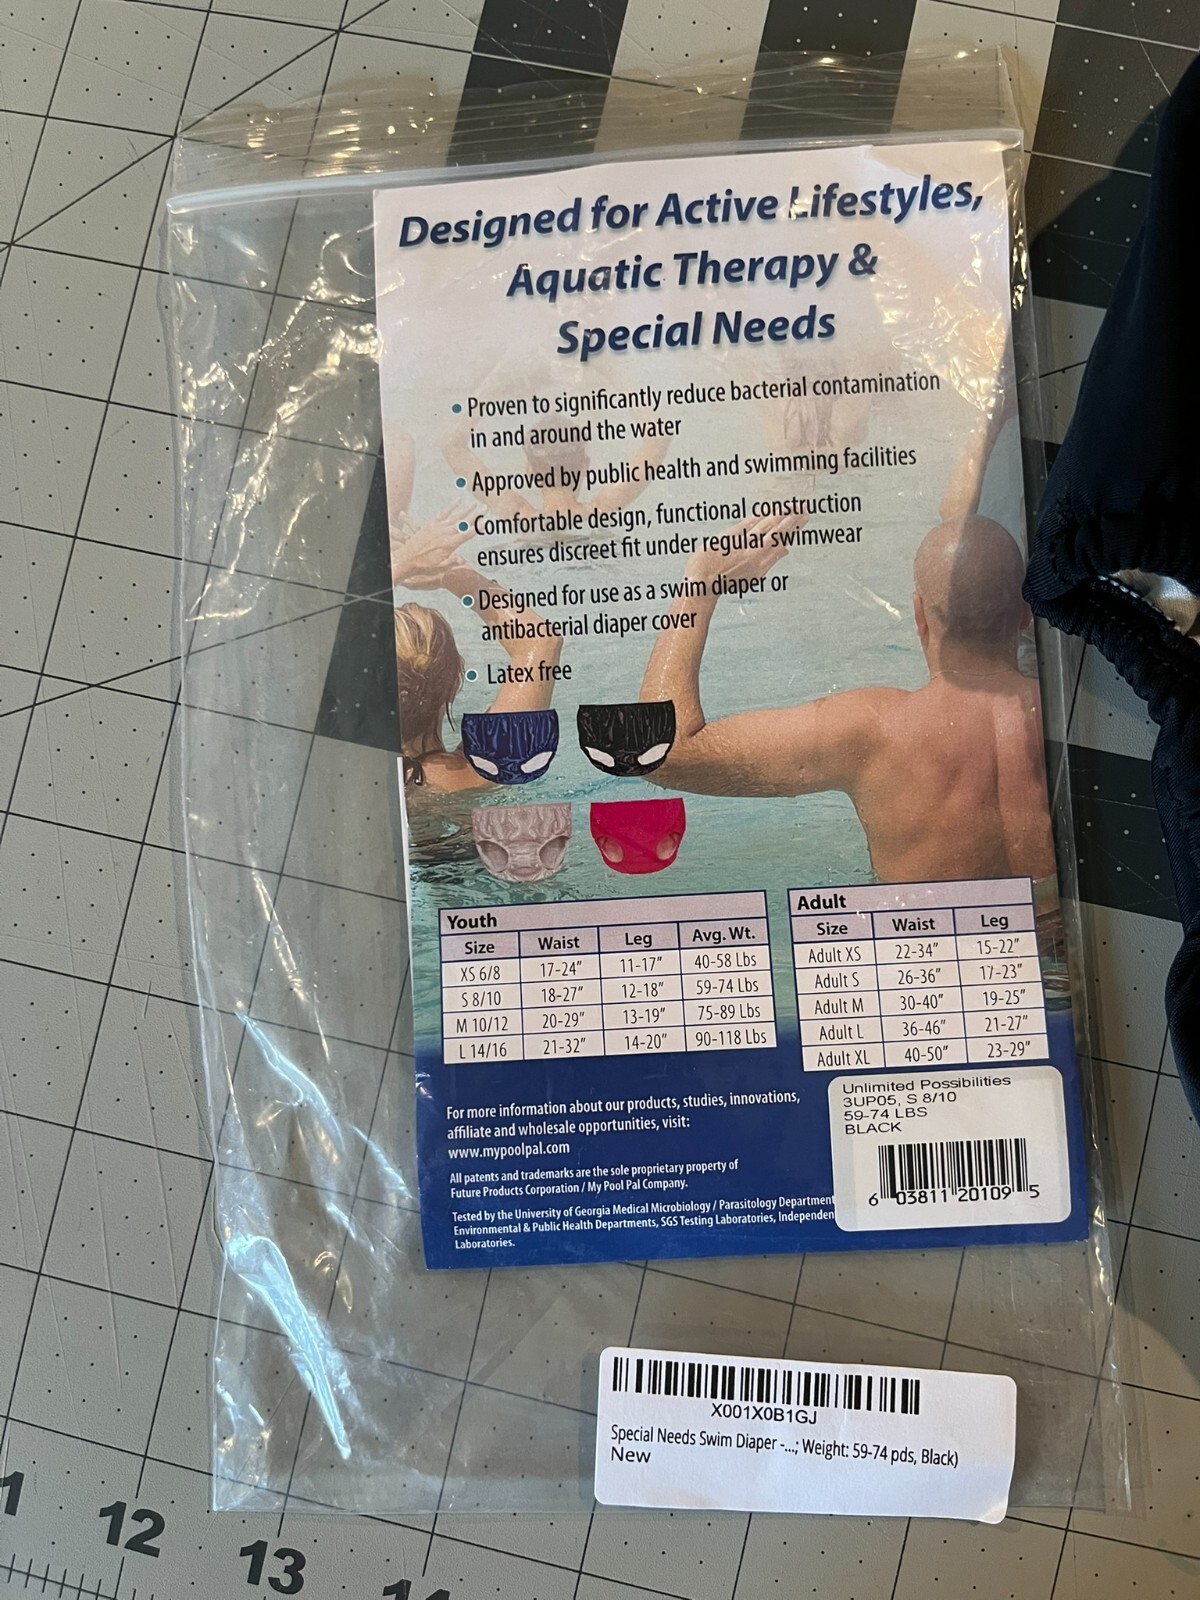 Designed for Active Lifestyles,
Aquatic Therapy &
Special Needs
• Proven to significantly reduce bacterial contamination
in and around the water
• Approved by public health and swimming facilities
• Comfortable design, functional construction
ensures discreet fit under regular swimwear
• Designed for use as a swim diaper or
antibacterial diaper cover
• Latex free
Youth
Size Waist Leg Avg. Wt.
XS 6/8 17-24" 11-17" 40-58 Lbs
S 8/10 18-27" 12-18" 59-74 Lbs
M 10/12 20-29" 13-19" 75-89 Lbs
L 14/16 21-32" 14-20" 90-118 Lbs
Adult
Size Waist Leg
Adult XS 22-34" 15-22"
Adult S 26-36" 17-23"
Adult M 30-40" 19-25"
Adult L 36-46" 21-27"
Adult XL 40-50" 23-29"
For more information about our products, studies, innovations,
affiliate and wholesale opportunities, visit:
www.mypoolpal.com
All patents and trademarks are the sole proprietary property of
Future Products Corporation / My Pool Pal Company.
Tested by the University of Georgia Medical Microbiology / Parasitology Department
Environmental & Public Health Departments, SGS Testing Laboratories, Independen
Laboratories.
Unlimited Possibilities
3UP05, S 8/10
59-74 LBS
BLACK
6 03811 20109 5
X001X0B1GJ
Special Needs Swim Diaper -...; Weight: 59-74 pds, Black)
New
1 12 13 14